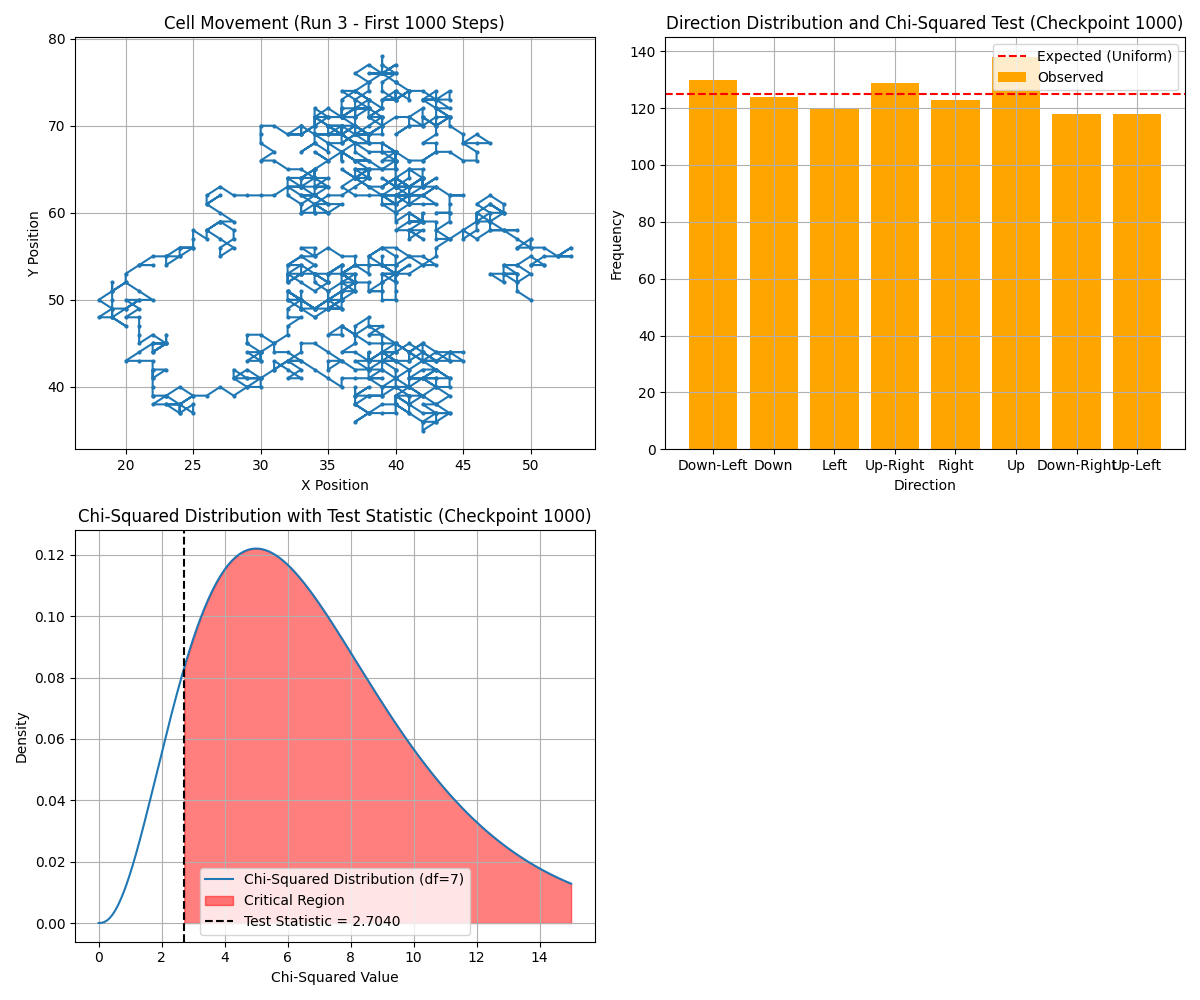 Cell Movement (Run 3 - First 1000 Steps)
80
70
60
50
40
Y Position
20 25 30 35 40 45 50
X Position
Direction Distribution and Chi-Squared Test (Checkpoint 1000)
Expected (Uniform)
Observed
140
120
100
80
60
40
20
0
Frequency
Down-Left Down Left Up-Right Right Up Down-Right Up-Left
Direction
Chi-Squared Distribution with Test Statistic (Checkpoint 1000)
0.12
0.10
0.08
0.06
0.04
0.02
0.00
Density
Chi-Squared Distribution (df=7)
Critical Region
Test Statistic = 2.7040
0 2 4 6 8 10 12 14
Chi-Squared Value